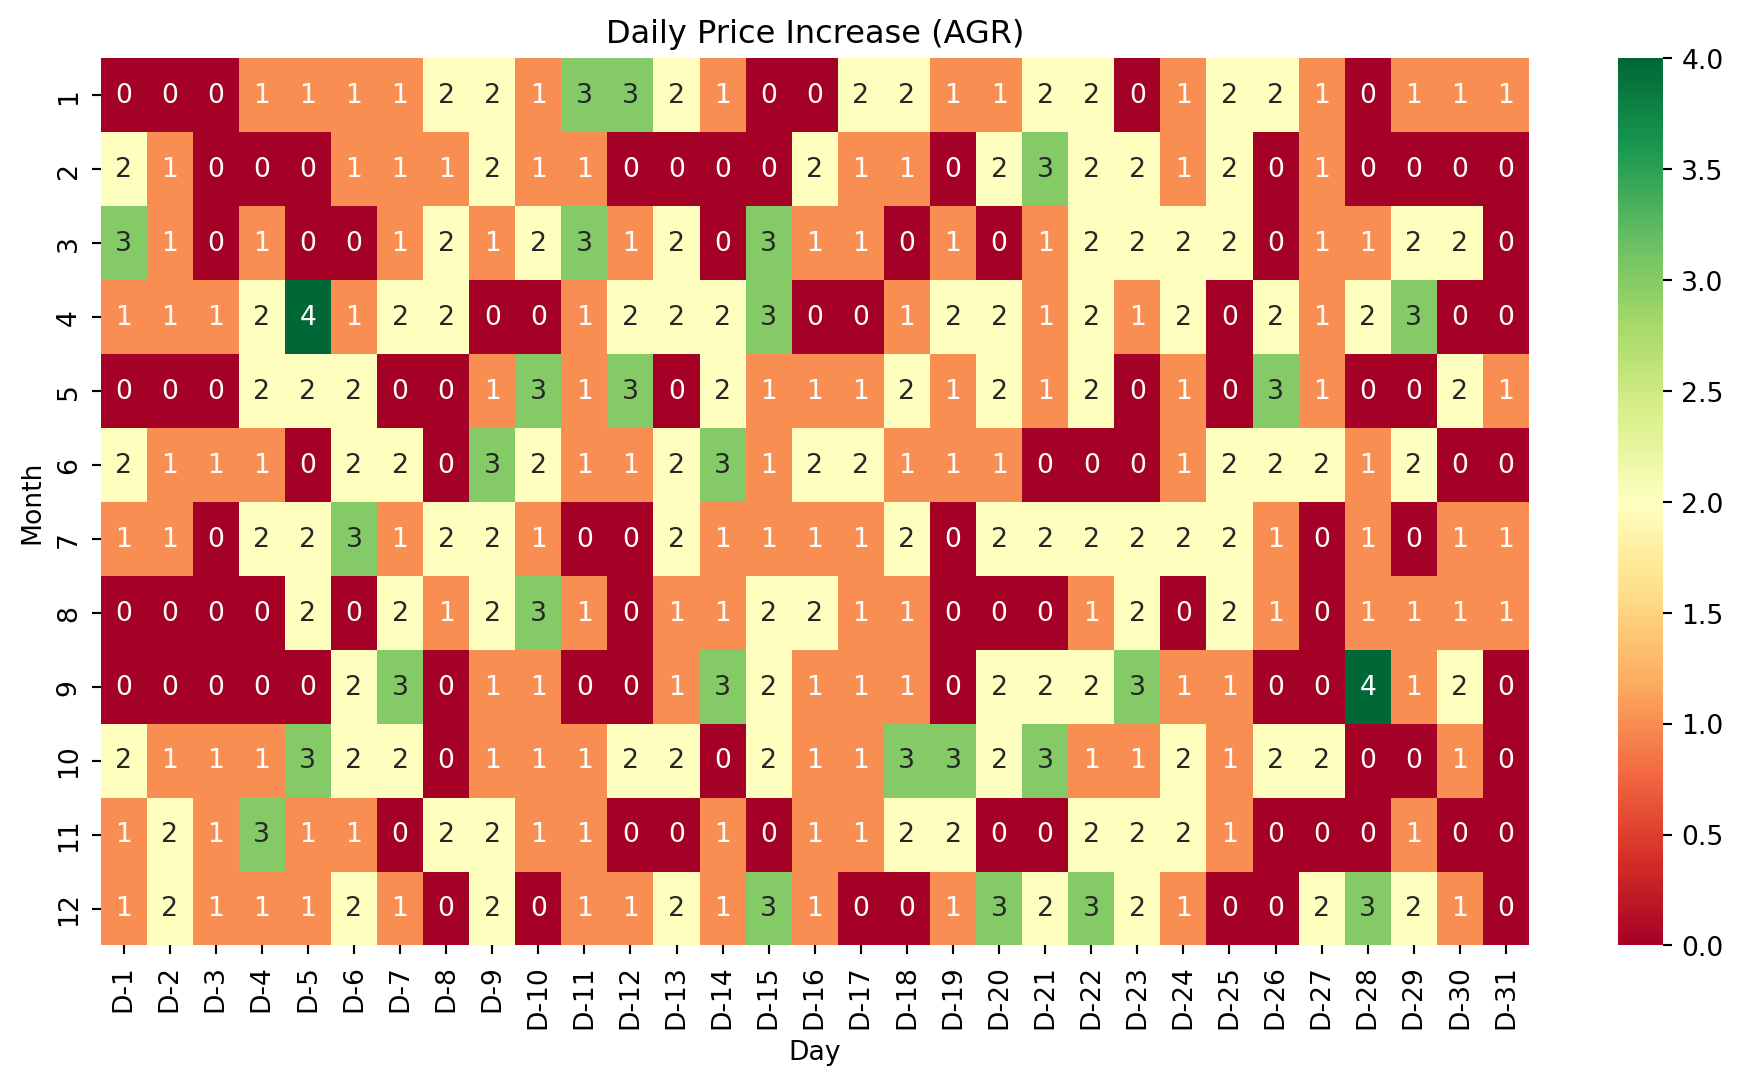 Daily Price Increase (AGR)
1 0 0 0 1 1 1 1 2 2 1 3 3 2 1 0 0 2 2 1 1 2 2 0 1 2 2 1 0 1 1 1
2 2 1 0 0 0 1 1 1 2 1 1 0 0 0 0 2 1 1 0 2 3 2 2 1 2 0 1 0 0 0 0
3 3 1 0 1 0 0 1 2 1 2 3 1 2 0 3 1 1 0 1 0 1 2 2 2 2 0 1 1 2 2 0
4 1 1 1 2 4 1 2 2 0 0 1 2 2 2 3 0 0 1 2 2 1 2 1 2 0 2 1 2 3 0 0
5 0 0 0 2 2 2 0 0 1 3 1 3 0 2 1 1 1 2 1 2 1 2 0 1 0 3 1 0 0 2 1
6 2 1 1 1 0 2 2 0 3 2 1 1 2 3 1 2 2 1 1 1 0 0 0 1 2 2 2 1 2 0 0
7 1 1 0 2 2 3 1 2 2 1 0 0 2 1 1 1 1 2 0 2 2 2 2 2 2 1 0 1 0 1 1
8 0 0 0 0 2 0 2 1 2 3 1 0 1 1 2 2 1 1 0 0 0 1 2 0 2 1 0 1 1 1 1
9 0 0 0 0 0 2 3 0 1 1 0 0 1 3 2 1 1 1 0 2 2 2 3 1 1 0 0 4 1 2 0
10 2 1 1 1 3 2 2 0 1 1 1 2 2 0 2 1 1 3 3 2 3 1 1 2 1 2 2 0 0 1 0
11 1 2 1 3 1 1 0 2 2 1 1 0 0 1 0 1 1 2 2 0 0 2 2 2 1 0 0 0 1 0 0
12 1 2 1 1 1 2 1 0 2 0 1 1 2 1 3 1 0 0 1 3 2 3 2 1 0 0 2 3 2 1 0
Month
D-1 D-2 D-3 D-4 D-5 D-6 D-7 D-8 D-9 D-10 D-11 D-12 D-13 D-14 D-15 D-16 D-17 D-18 D-19 D-20 D-21 D-22 D-23 D-24 D-25 D-26 D-27 D-28 D-29 D-30 D-31
Day
4.0
3.5
3.0
2.5
2.0
1.5
1.0
0.5
0.0